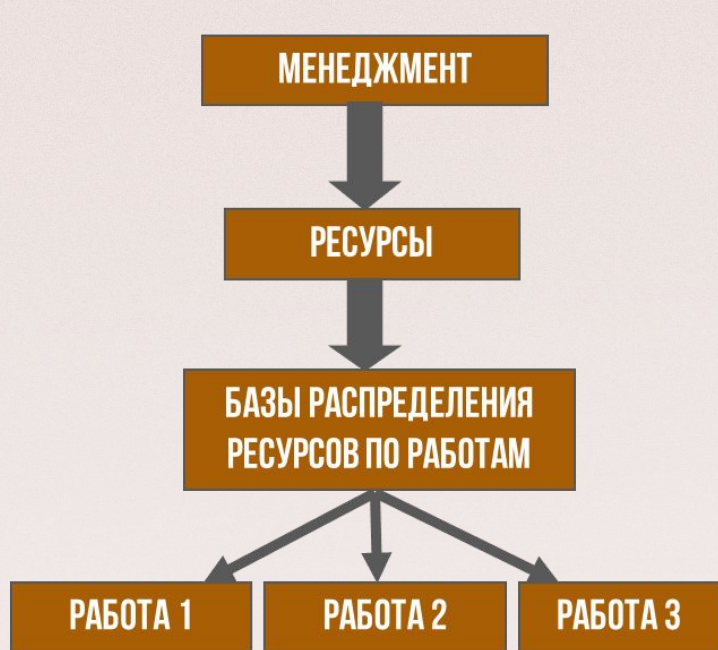 МЕНЕДЖМЕНТ
РЕСУРСЫ
БАЗЫ РАСПРЕДЕЛЕНИЯ
РЕСУРСОВ ПО РАБОТАМ
РАБОТА 1
РАБОТА 2
РАБОТА 3